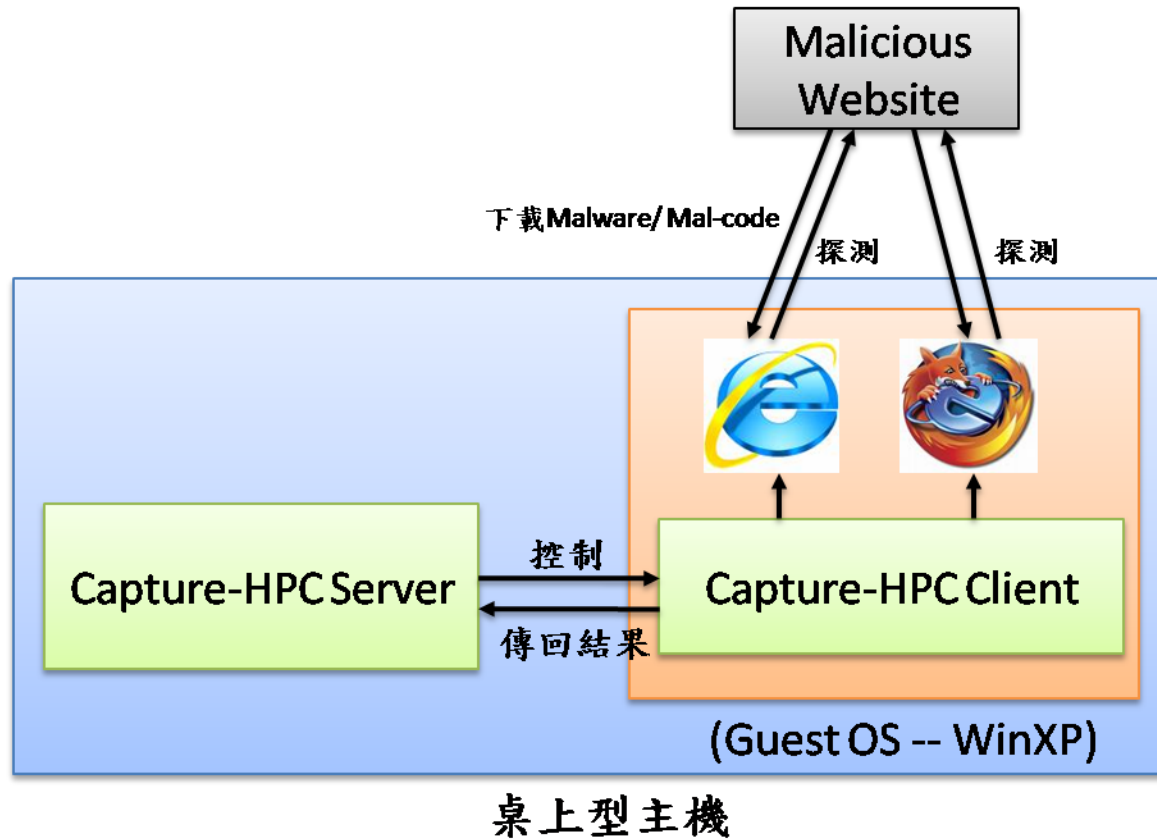 Malicious
Website
下載Malware/ Mal-code
探測
探測
控制
Capture-HPC Server
Capture-HPC Client
傳回結果
(Guest OS -- WinXP)
桌上型主機